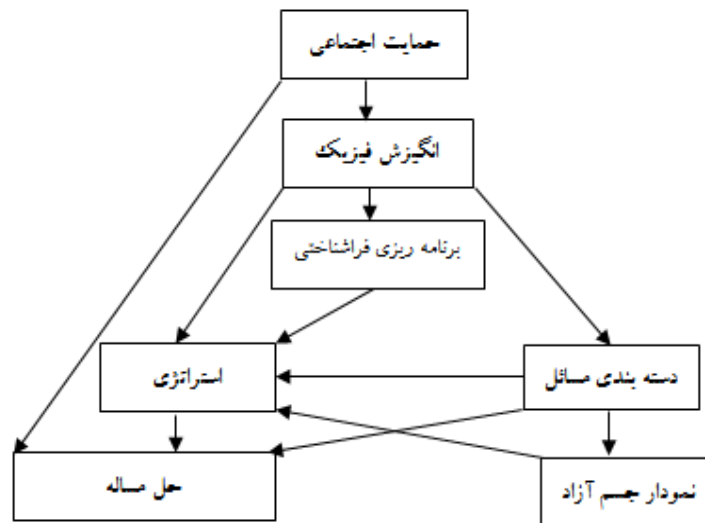 حمایت اجتماعی
انگیزش فیزیک
برنامه ریزی فراشناختی
استراتژی
دسته بندی مسائل
حل مساله
نمودار جسم آزاد